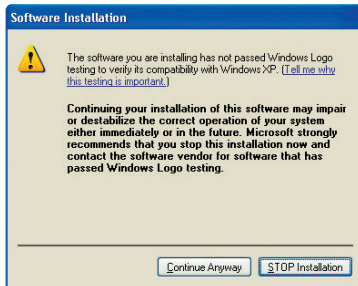 Software Installation
The software you are installing has not passed Windows Logo
testing to verify its compatibility with Windows XP. (Tell me why
this testing is important.)
Continuing your installation of this software may impair
or destabilize the correct operation of your system
either immediately or in the future. Microsoft strongly
recommends that you stop this installation now and
contact the software vendor for software that has
passed Windows Logo testing.
Continue Anyway
STOP Installation